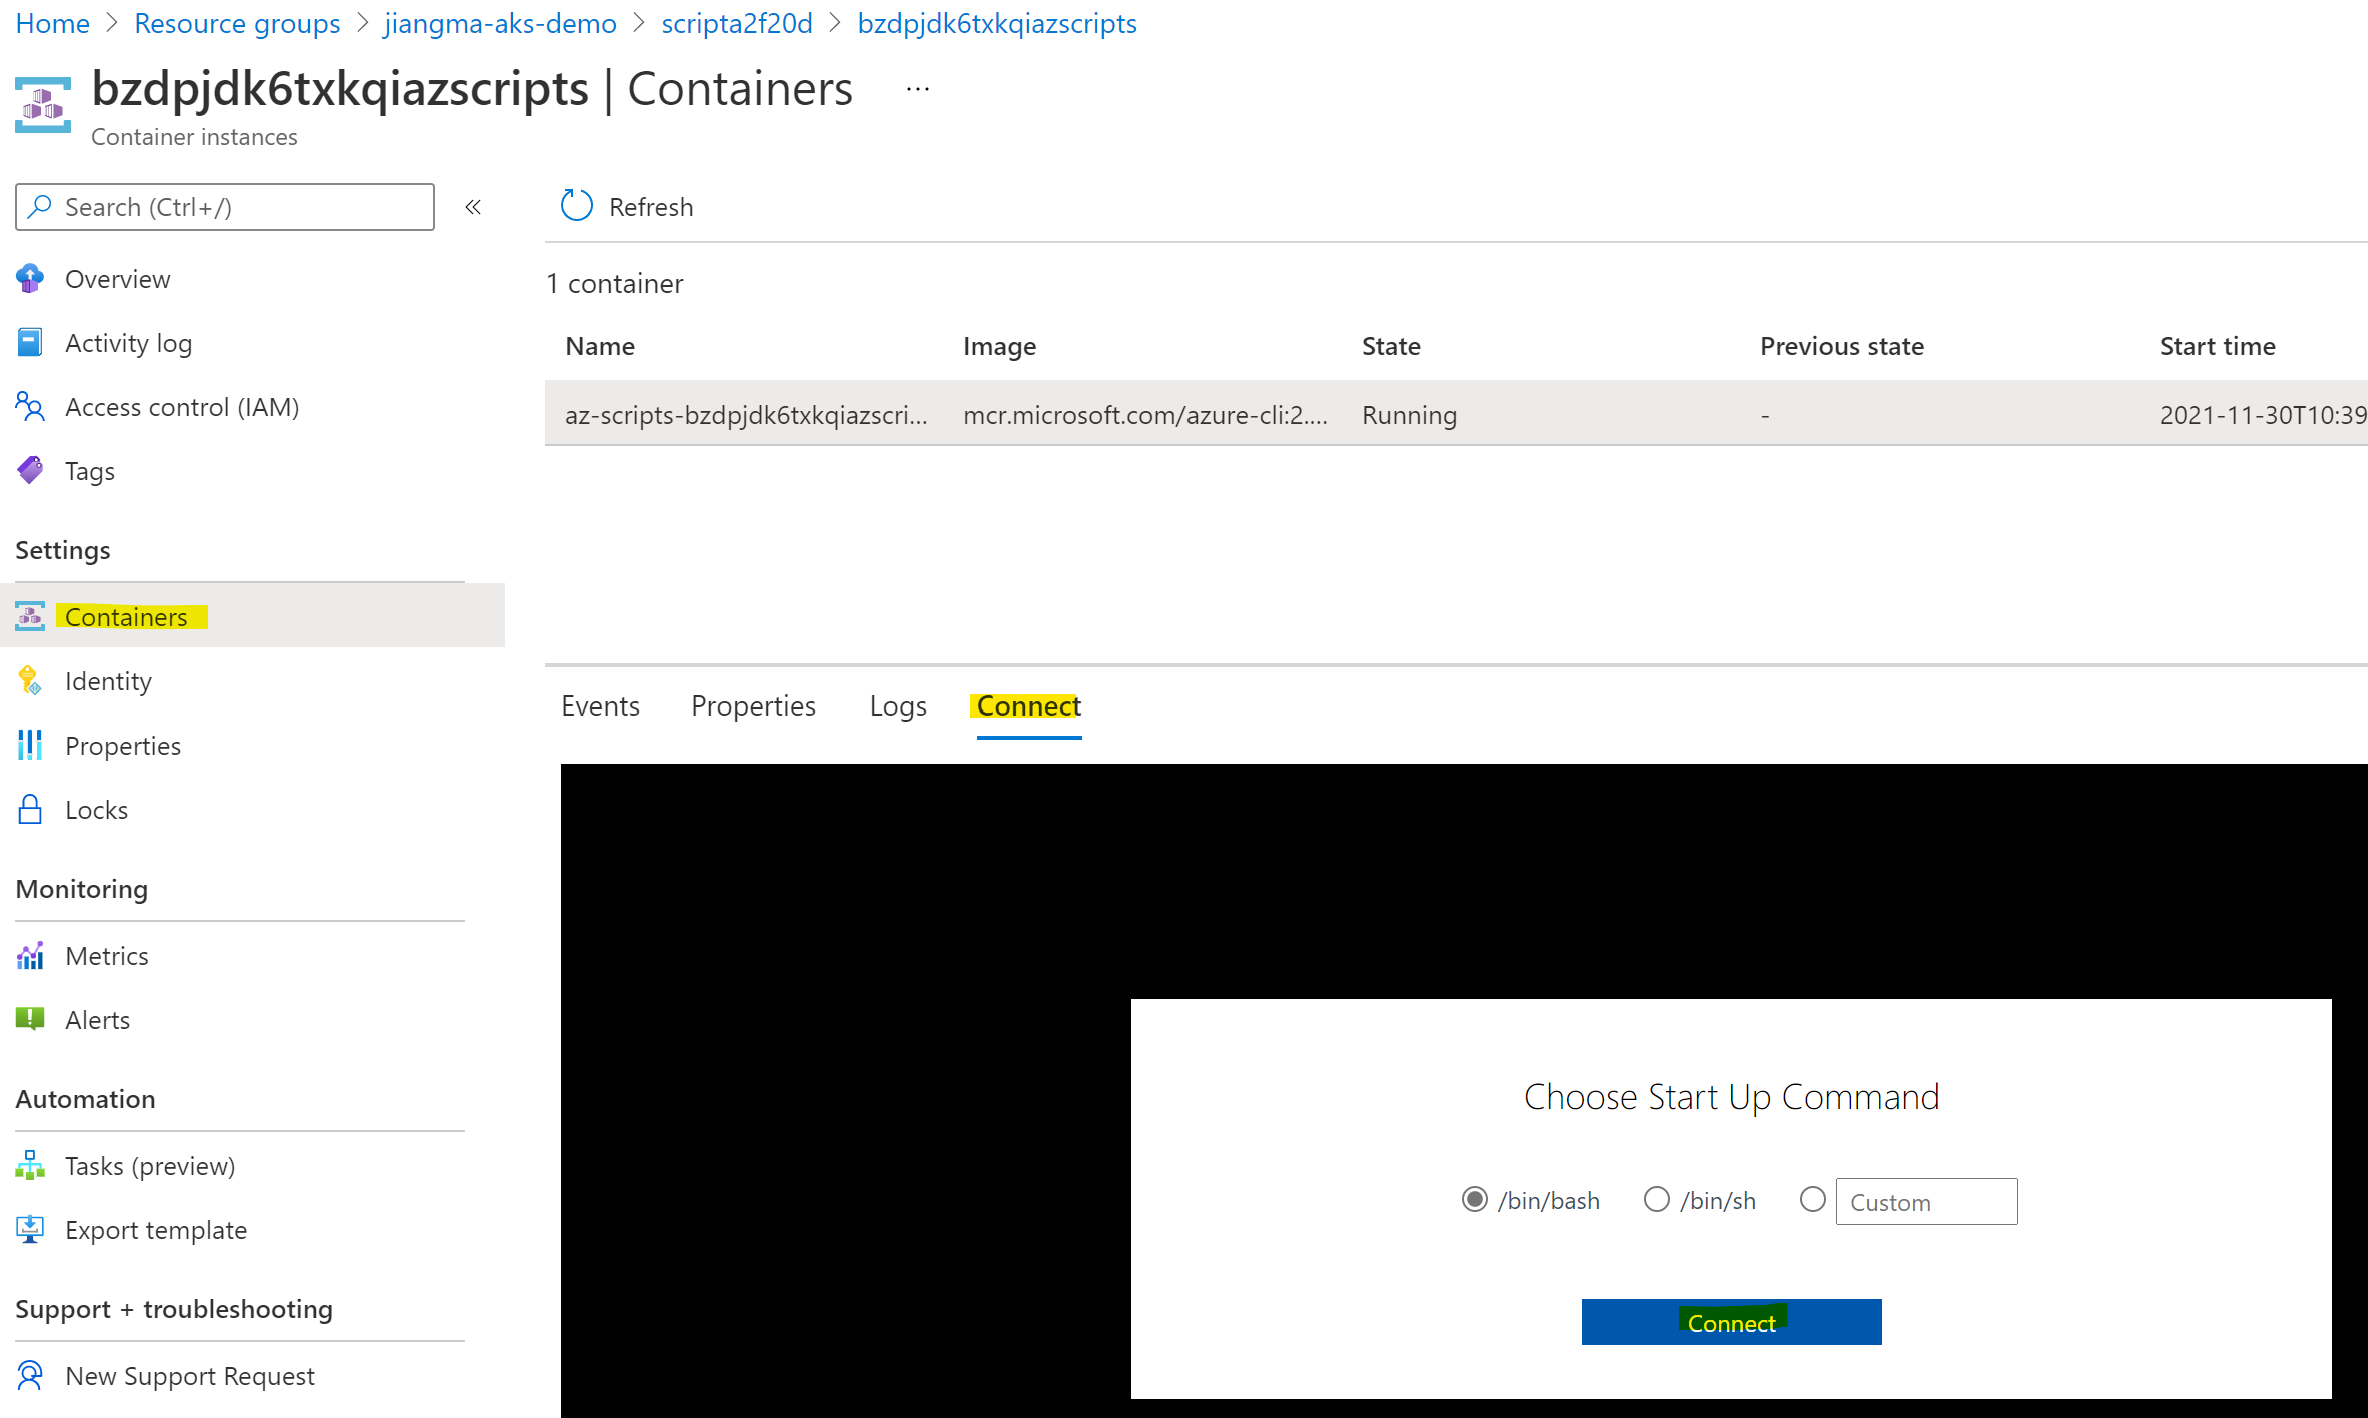 Home > Resource groups > jiangma-aks-demo > scripta2f20d > bzdpjdk6txkqiazscripts
bzdpjdk6txkqiazscripts | Containers ...
Container instances
Search (Ctrl+/) «
Refresh
Overview
Activity log
Access control (IAM)
Tags
Settings
Containers
Identity
Properties
Locks
Monitoring
Metrics
Alerts
Automation
Tasks (preview)
Export template
Support + troubleshooting
New Support Request
1 container
Name Image State Previous state Start time
az-scripts-bzdpjdk6txkqiazscri... mcr.microsoft.com/azure-cli:2.... Running - 2021-11-30T10:39
Events Properties Logs Connect
Choose Start Up Command
/bin/bash /bin/sh Custom
Connect